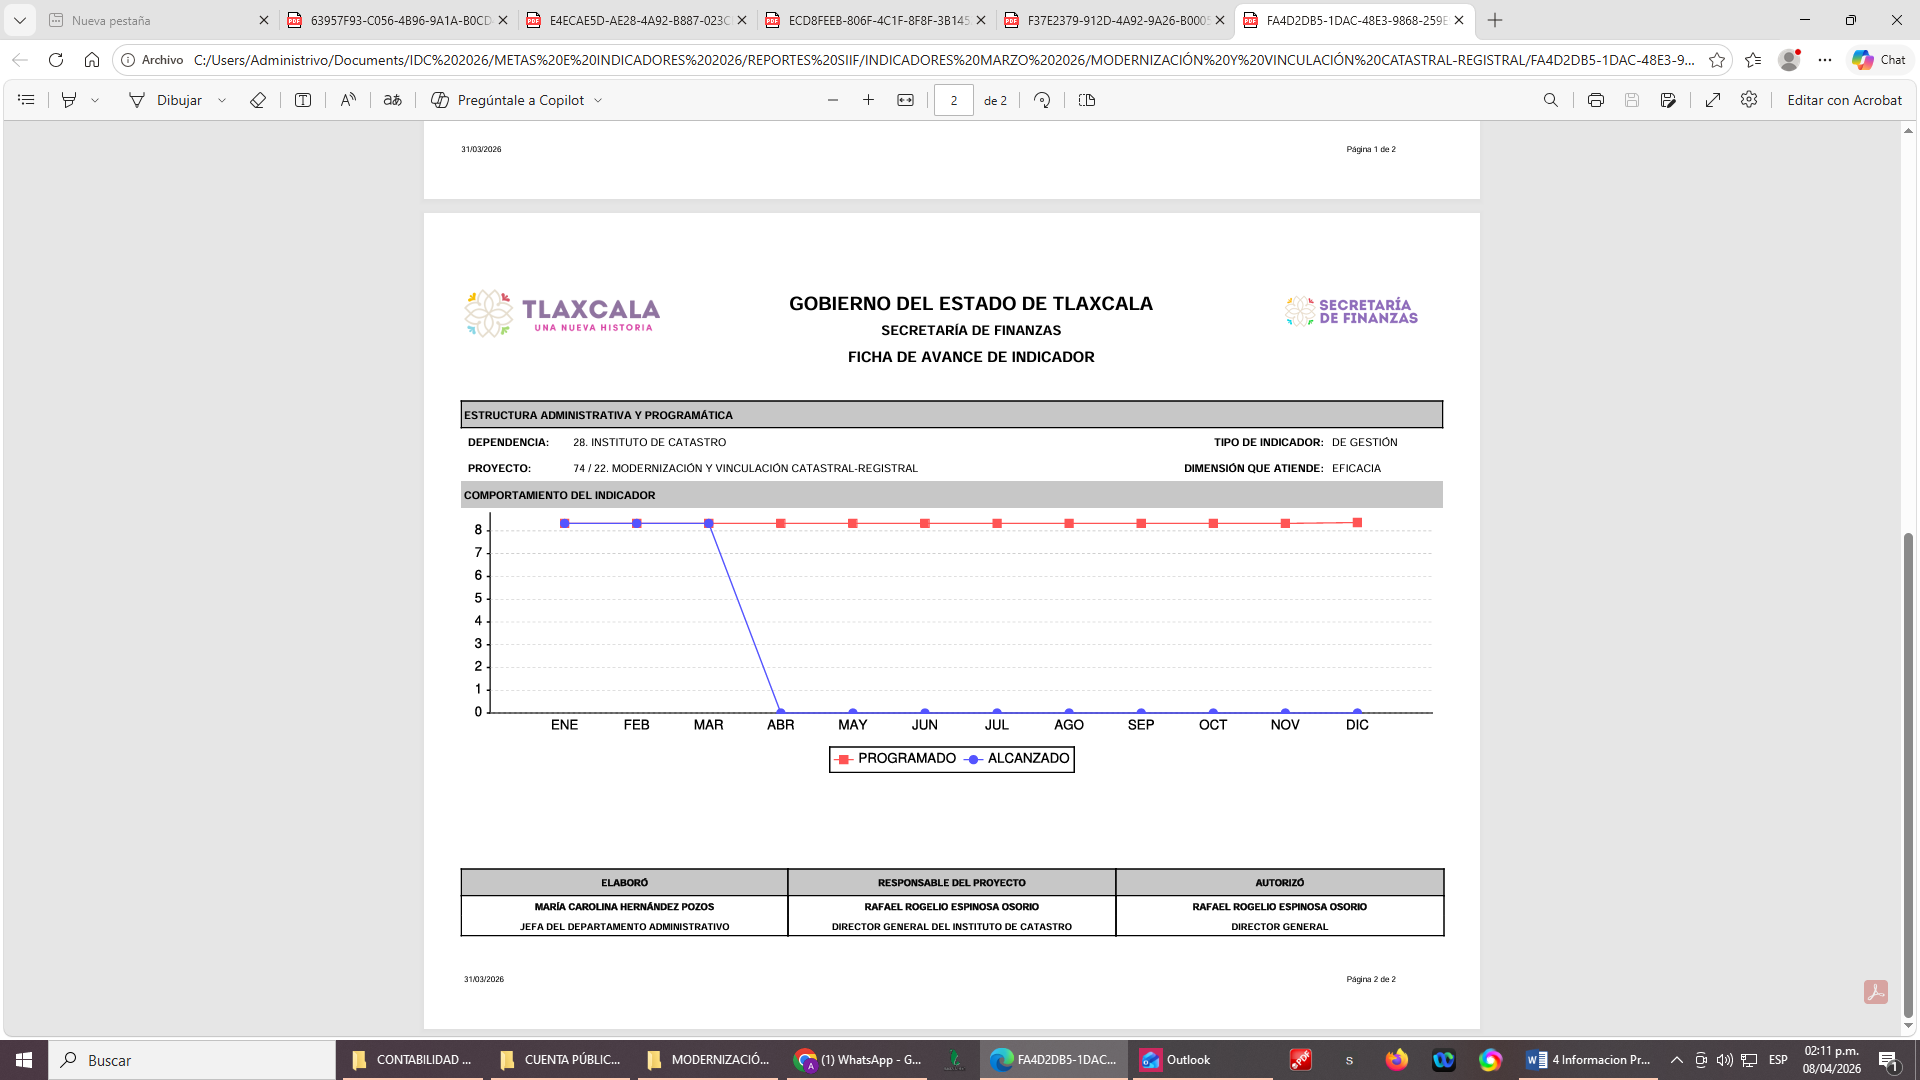 Nueva pestaña
63957F93-C056-4B96-9A1A-B0CD
E4ECAE5D-AE28-4A92-B887-023C
ECD8FEEB-806F-4C1F-8F8F-3B145
F37E2379-912D-4A92-9A26-B0005
FA4D2DB5-1DAC-48E3-9868-259E
Archivo
C:/Users/Administrivo/Documents/IDC%202026/METAS%20E%20INDICADORES%202026/REPORTES%20SIIF/INDICADORES%20MARZO%202026/MODERNIZACIÓN%20Y%20VINCULACIÓN%20CATASTRAL-REGISTRAL/FA4D2DB5-1DAC-48E3-9...
Chat
Dibujar
Pregúntale a Copilot
2
de 2
Editar con Acrobat
31/03/2026
Página 1 de 2
TLAXCALA
UNA NUEVA HISTORIA
GOBIERNO DEL ESTADO DE TLAXCALA
SECRETARÍA DE FINANZAS
FICHA DE AVANCE DE INDICADOR
SECRETARÍA
DE FINANZAS
ESTRUCTURA ADMINISTRATIVA Y PROGRAMÁTICA
DEPENDENCIA: 28. INSTITUTO DE CATASTRO TIPO DE INDICADOR: DE GESTIÓN
PROYECTO: 74 / 22. MODERNIZACIÓN Y VINCULACIÓN CATASTRAL-REGISTRAL DIMENSIÓN QUE ATIENDE: EFICACIA
COMPORTAMIENTO DEL INDICADOR
8
7
6
5
4
3
2
1
0
ENE FEB MAR ABR MAY JUN JUL AGO SEP OCT NOV DIC
PROGRAMADO ALCANZADO
ELABORÓ RESPONSABLE DEL PROYECTO AUTORIZÓ
MARÍA CAROLINA HERNÁNDEZ POZOS RAFAEL ROGELIO ESPINOSA OSORIO RAFAEL ROGELIO ESPINOSA OSORIO
JEFA DEL DEPARTAMENTO ADMINISTRATIVO DIRECTOR GENERAL DEL INSTITUTO DE CATASTRO DIRECTOR GENERAL
31/03/2026
Página 2 de 2
Buscar
CONTABILIDAD ...
CUENTA PÚBLIC...
MODERNIZACIÓ...
(1) WhatsApp - G...
FA4D2DB5-1DAC...
Outlook
4 Informacion Pr...
ESP
02:11 p.m.
08/04/2026
1